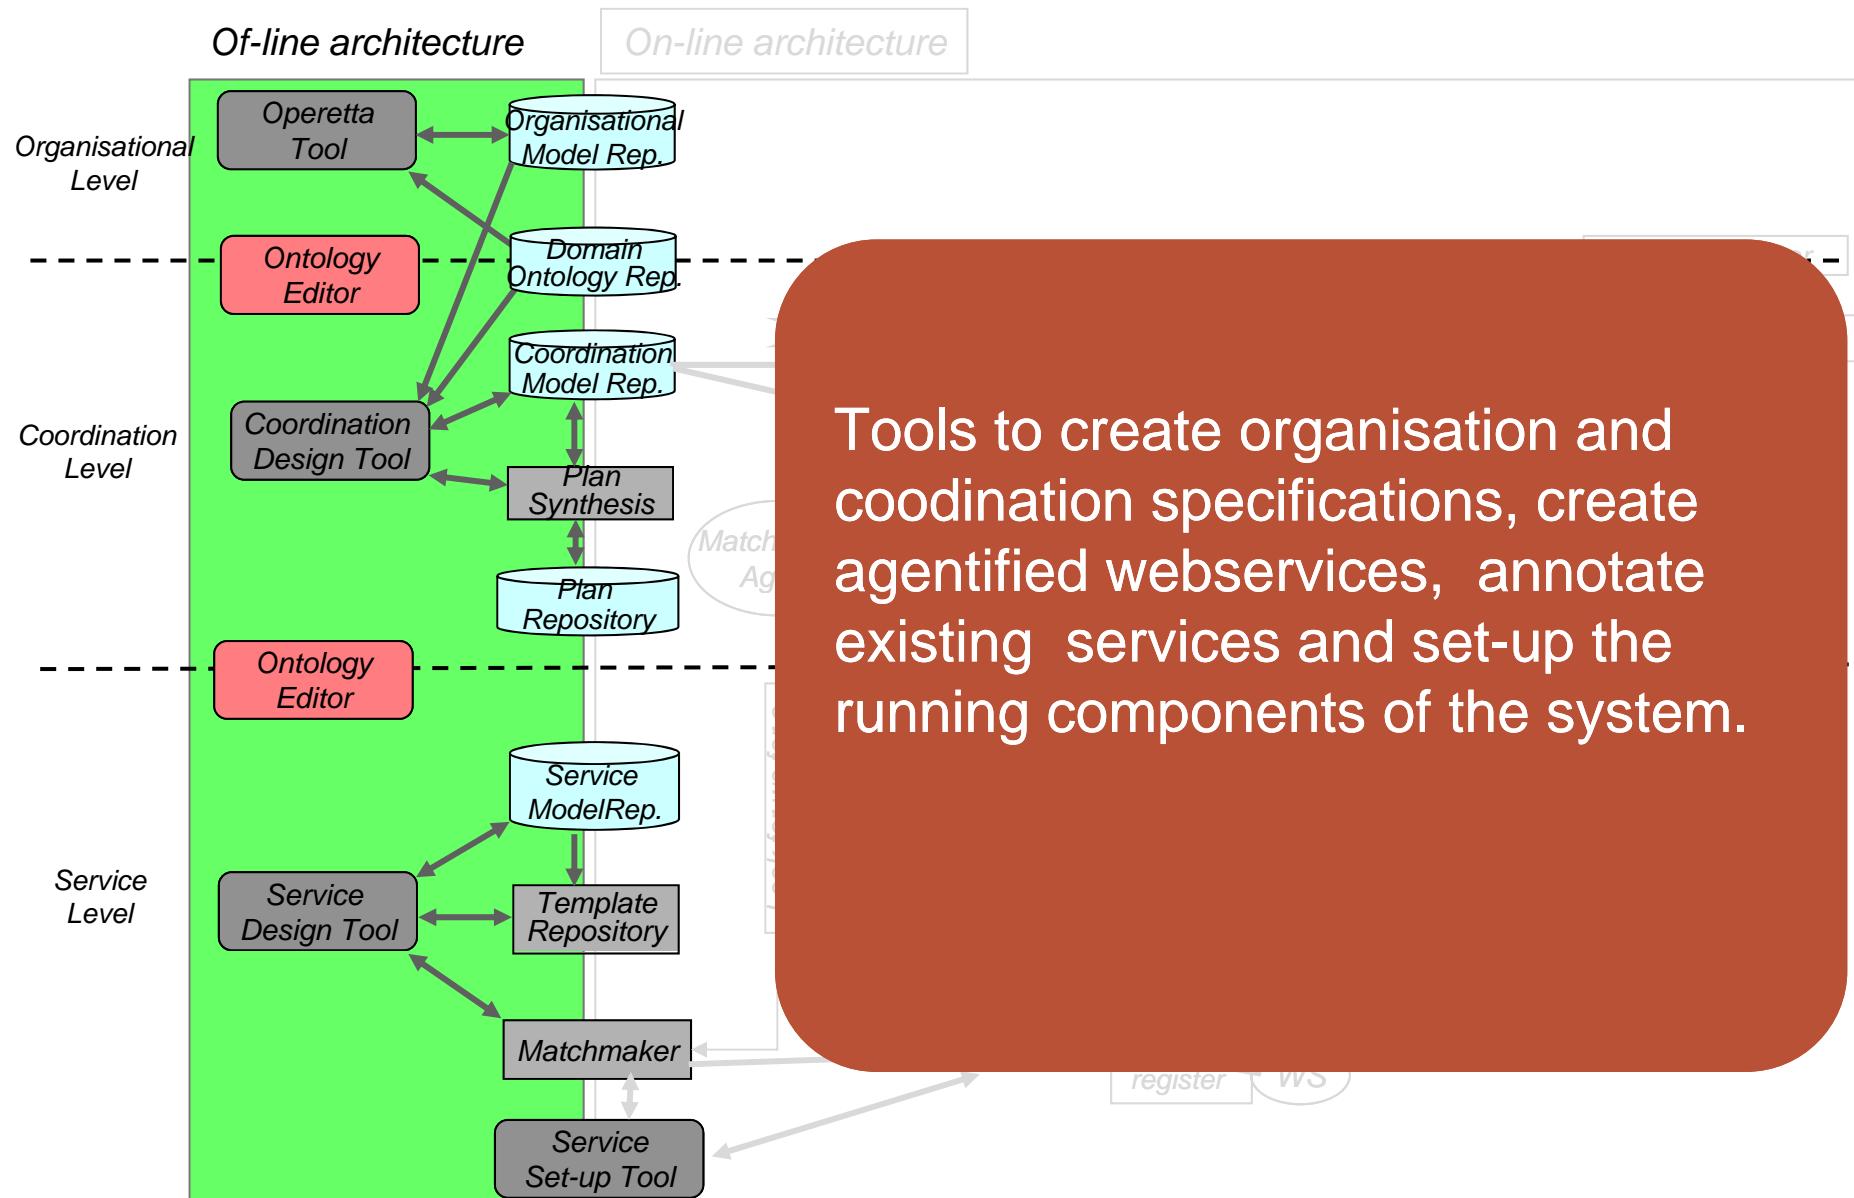 Of-line architecture
On-line architecture
Organisational
Level
Operetta
Tool
Organisational
Model Rep.
Ontology
Editor
Domain
Ontology Rep.
Coordination
Model Rep.
Coordination
Level
Coordination
Design Tool
Plan
Synthesis
Plan
Repository
Ontology
Editor
Service
ModelRep.
Service
Level
Service
Design Tool
Template
Repository
Matchmaker
Service
Set-up Tool
Tools to create organisation and
coodination specifications, create
agentified webservices, annotate
existing services and set-up the
running components of the system.
register
WS